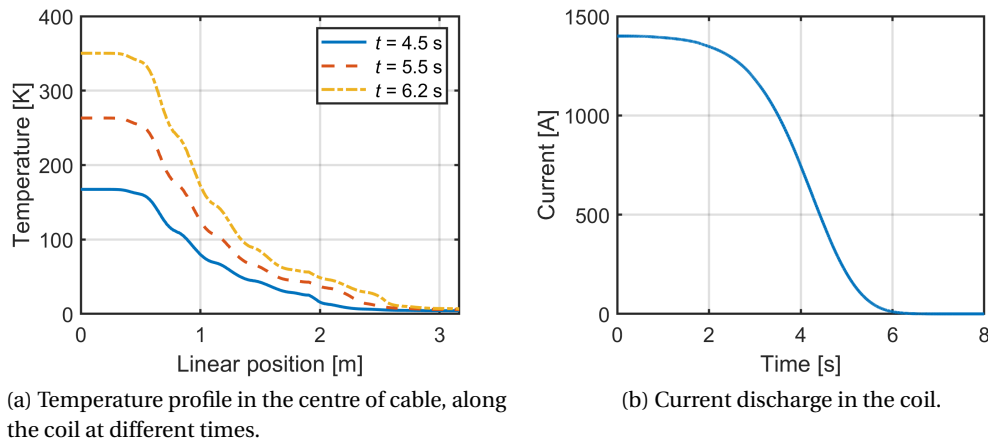 400
300
200
100
0
Temperature [K]
t = 4.5 s
t = 5.5 s
t = 6.2 s
0 1 2 3
Linear position [m]
(a) Temperature profile in the centre of cable, along
the coil at different times.
1500
1000
500
0
Current [A]
0 2 4 6 8
Time [s]
(b) Current discharge in the coil.